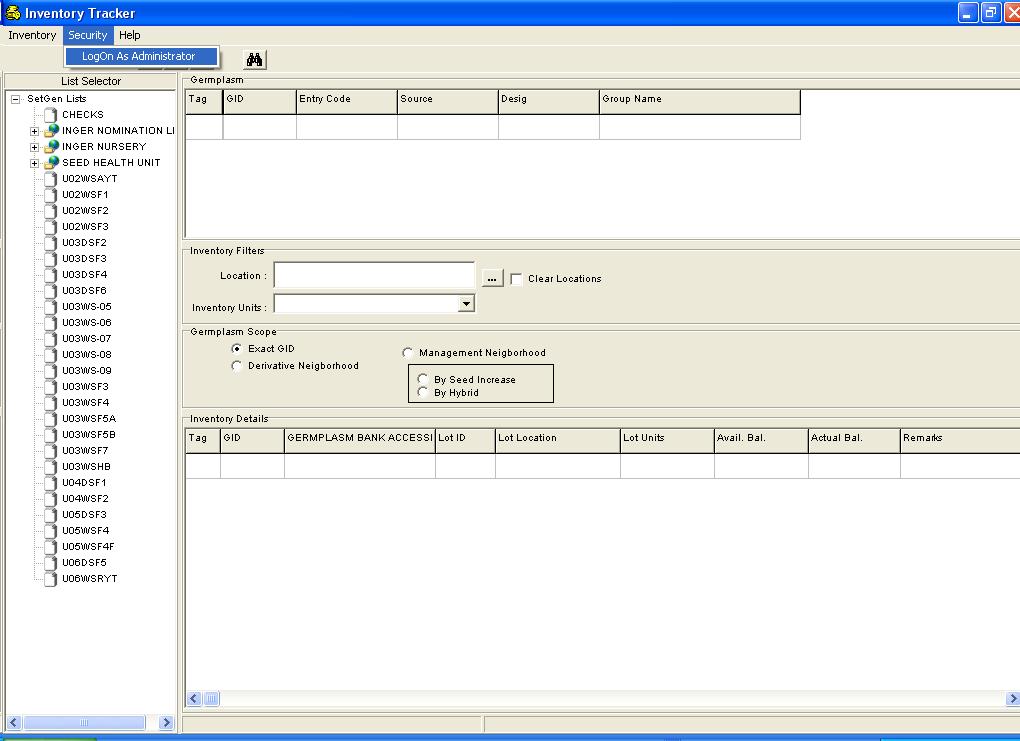 Inventory Tracker
Inventory Security Help
LogOn As Administrator
List Selector
SetGen Lists
CHECKS
INGER NOMINATION LI
INGER NURSERY
SEED HEALTH UNIT
U02WSAYT
U02WSF1
U02WSF2
U02WSF3
U03DSF2
U03DSF3
U03DSF4
U03DSF6
U03WS-05
U03WS-06
U03WS-07
U03WS-08
U03WS-09
U03WSF3
U03WSF4
U03WSF5A
U03WSF5B
U03WSF7
U03WSHB
U04DSF1
U04WSF2
U05DSF3
U05WSF4
U05WSF4F
U06DSF5
U06WSRYT
Germplasm
Tag GID Entry Code Source Desig Group Name
Inventory Filters
Location : ... Clear Locations
Inventory Units :
Germplasm Scope
Exact GID
Derivative Neigborhood
Management Neigborhood
By Seed Increase
By Hybrid
Inventory Details
Tag GID GERMPLASM BANK ACCESSI Lot ID Lot Location Lot Units Avail. Bal. Actual Bal. Remarks